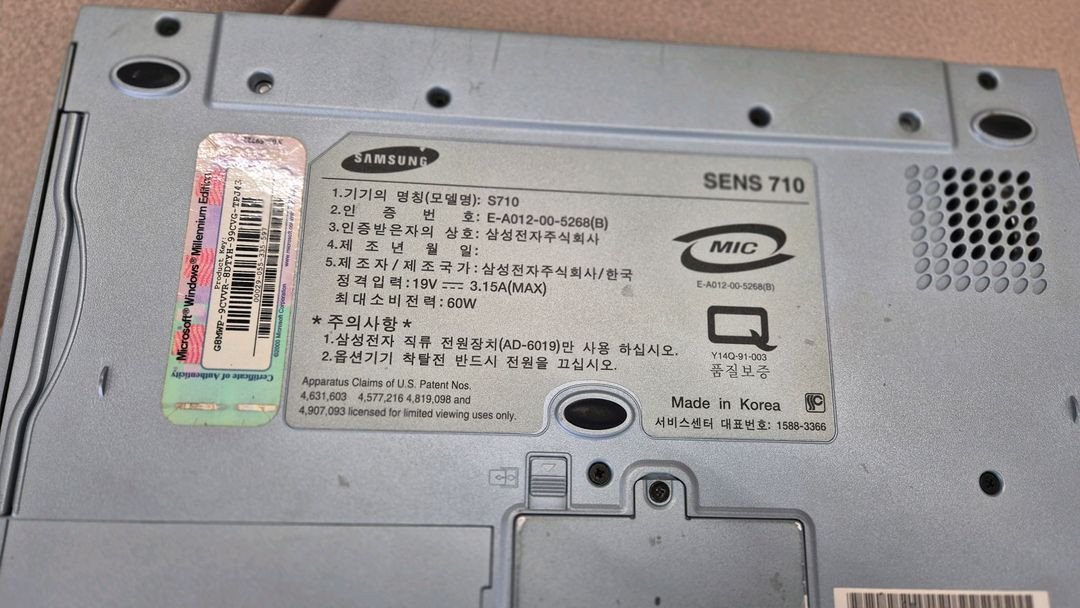 SAMSUNG
SENS 710
1.기기의 명칭(모델명): S710
2.인 증 번 호: E-A012-00-5268(B)
3.인증받은자의 상호: 삼성전자주식회사
4.제 조 년 월 일:
5.제조자/제조국가: 삼성전자주식회사/한국
정격입력: 19V 3.15A(MAX)
최대소비전력: 60W
*주의사항*
1.삼성전자 직류 전원장치(AD-6019)만 사용 하십시오.
2.옵션기기 착탈전 반드시 전원을 끄십시오.
Apparatus Claims of U.S. Patent Nos.
4,631,603 4,577,216 4,819,098 and
4,907,093 licensed for limited viewing uses only.
MIC
E-A012-00-5268(B)
Q
Y14Q-91-003
품질보증
Made in Korea
서비스센터 대표번호: 1588-3366
Microsoft® Windows® Millennium Edition
Product Key:
Certificate of Authenticity
©2000 Microsoft Corporation